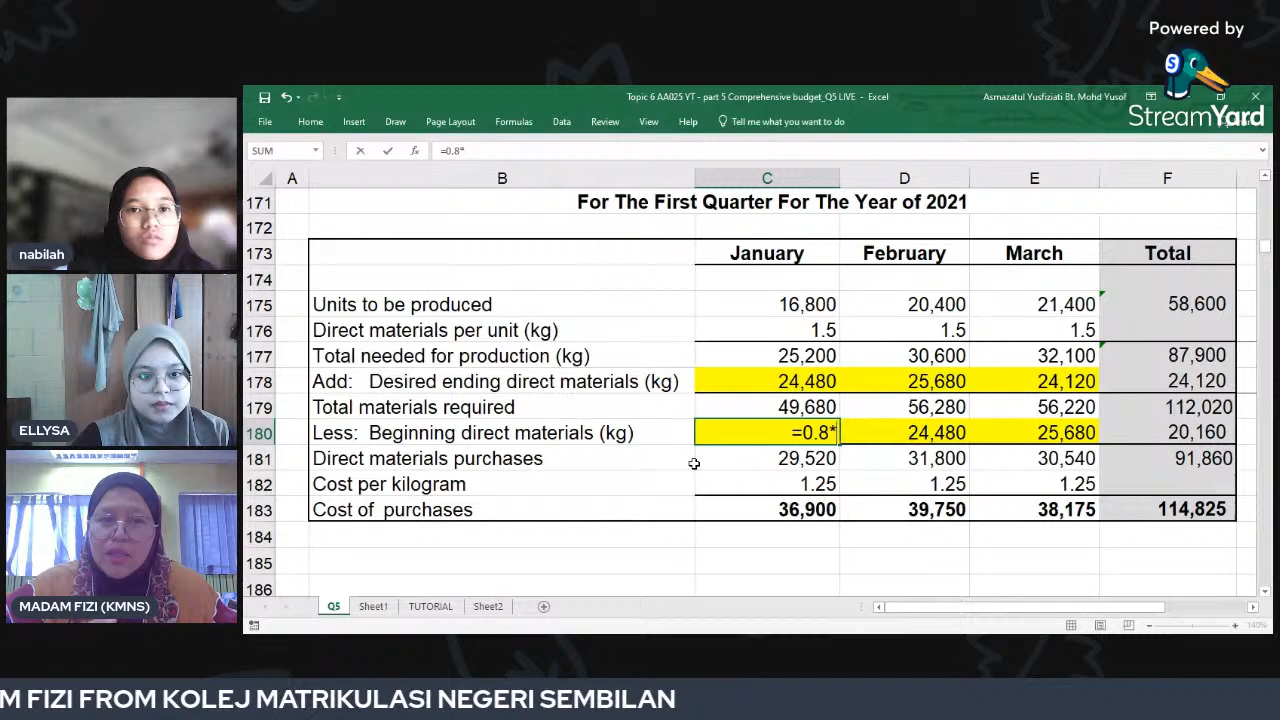 Powered by
S
StreamYard
Topic 6 AA025 YT - part 5 Comprehensive budget_Q5 LIVE - Excel
Asmazatul Yusfiziati Bt. Mohd Yusof
File Home Insert Draw Page Layout Formulas Data Review View Help Tell me what you want to do
SUM fx =0.8*
A B C D E F
171 For The First Quarter For The Year of 2021
172
173 January February March Total
174
175 Units to be produced 16,800 20,400 21,400 58,600
176 Direct materials per unit (kg) 1.5 1.5 1.5
177 Total needed for production (kg) 25,200 30,600 32,100 87,900
178 Add: Desired ending direct materials (kg) 24,480 25,680 24,120 24,120
179 Total materials required 49,680 56,280 56,220 112,020
180 Less: Beginning direct materials (kg) =0.8* 24,480 25,680 20,160
181 Direct materials purchases 29,520 31,800 30,540 91,860
182 Cost per kilogram 1.25 1.25 1.25
183 Cost of purchases 36,900 39,750 38,175 114,825
184
185
186
Q5 Sheet1 TUTORIAL Sheet2
140%
nabilah
ELLYSA
MADAM FIZI (KMNS)
M FIZI FROM KOLEJ MATRIKULASI NEGERI SEMBILAN